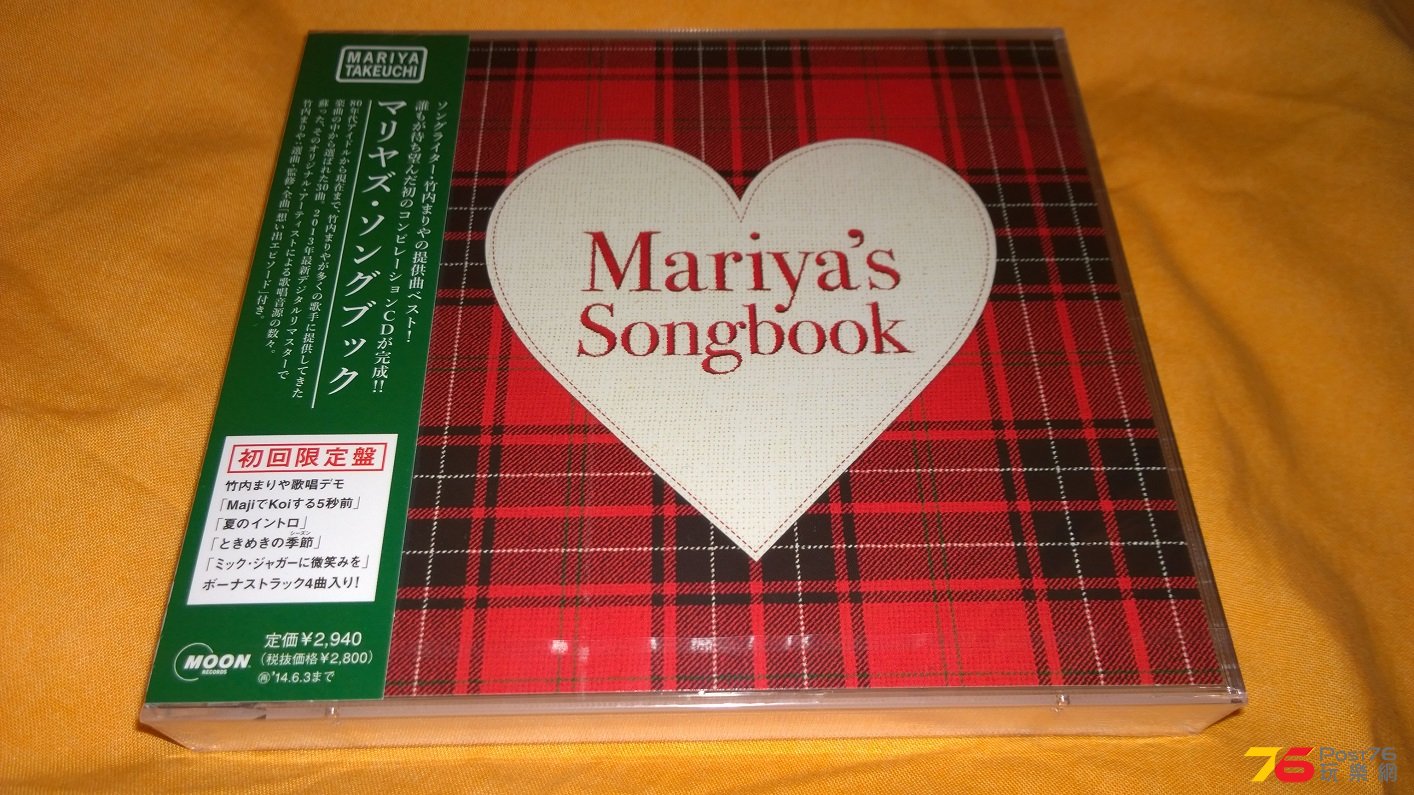 MARIYA
TAKEUCHI
ソングライター・竹内まりやの提供曲ベスト!
誰もが待ち望んだ初のコンピレーションCDが完成!!
マリヤズ・ソングブック
80年代アイドルから現在まで、竹内まりやが多くの歌手に提供してきた
楽曲の中から選ばれた30曲。2013年最新デジタルリマスターで
蘇った、そのオリジナル・アーティストによる歌唱音源の数々。
竹内まりや・選曲、監修・全曲「想い出エピソード」付き。
初回限定盤
竹内まりや歌唱デモ
「MajiでKoiする5秒前」
「夏のイントロ」
シーズン
「ときめきの季節」
「ミック・ジャガーに微笑みを」
ボーナストラック4曲入り!
定価¥2,940
(税抜価格¥2,800)
再'14.6.3まで
MOON
RECORDS
Mariya's
Songbook
76 Post76
玩樂網